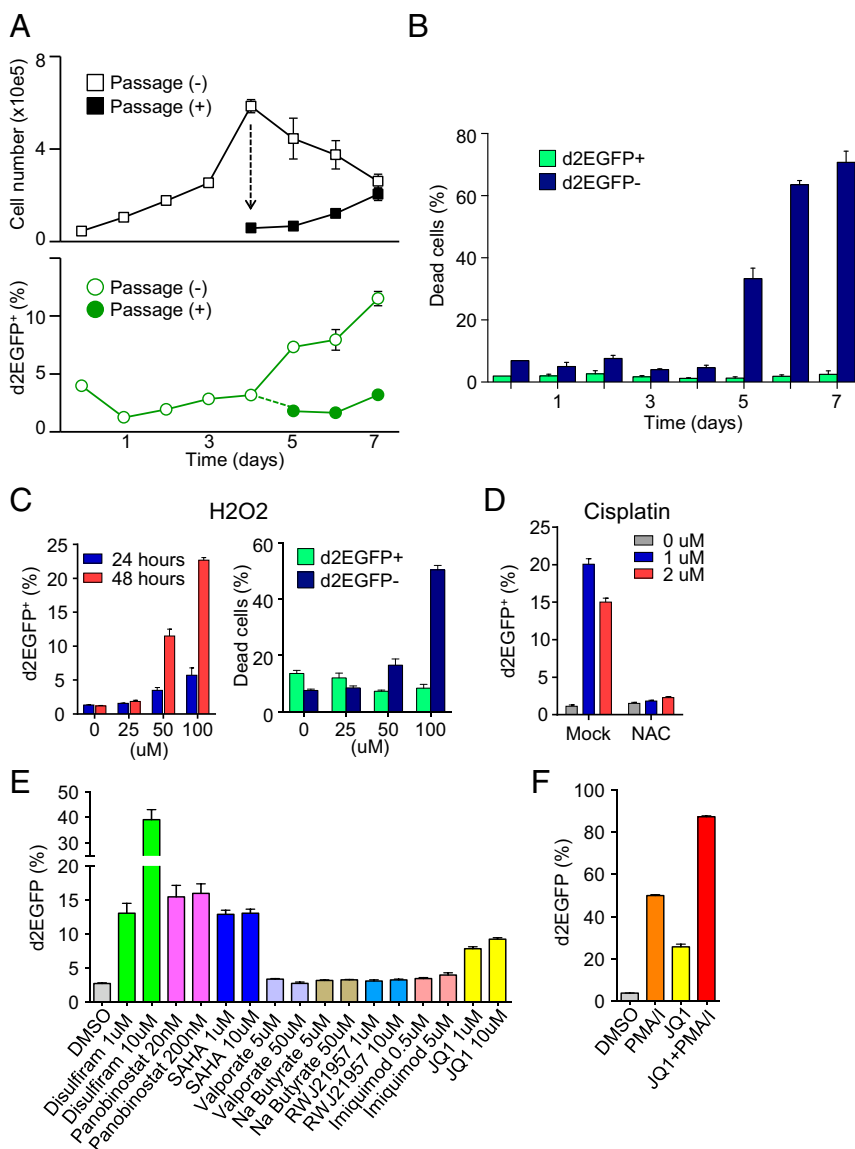 A
Cell number (x10e5)
8
4
0
Passage (-)
Passage (+)
d2EGFP⁺ (%)
10
5
0
Passage (-)
Passage (+)
1 3 5 7
Time (days)
B
Dead cells (%)
80
60
40
20
0
d2EGFP+
d2EGFP-
1 3 5 7
Time (days)
C
H2O2
d2EGFP⁺ (%)
25
20
15
10
5
0
24 hours
48 hours
0 25 50 100
(uM)
Dead cells (%)
60
40
20
0
d2EGFP+
d2EGFP-
0 25 50 100
(uM)
D
Cisplatin
d2EGFP⁺ (%)
25
20
15
10
5
0
0 uM
1 uM
2 uM
Mock NAC
E
d2EGFP (%)
50
40
30
20
15
10
5
0
DMSO
Disulfiram 1uM
Disulfiram 10uM
Panobinostat 20nM
Panobinostat 200nM
SAHA 1uM
SAHA 10uM
Valporate 5uM
Valporate 50uM
Na Butyrate 5uM
Na Butyrate 50uM
RWJ21957 1uM
RWJ21957 10uM
Imiquimod 0.5uM
Imiquimod 5uM
JQ1 1uM
JQ1 10uM
F
d2EGFP (%)
100
80
60
40
20
0
DMSO
PMA/I
JQ1
JQ1+PMA/I